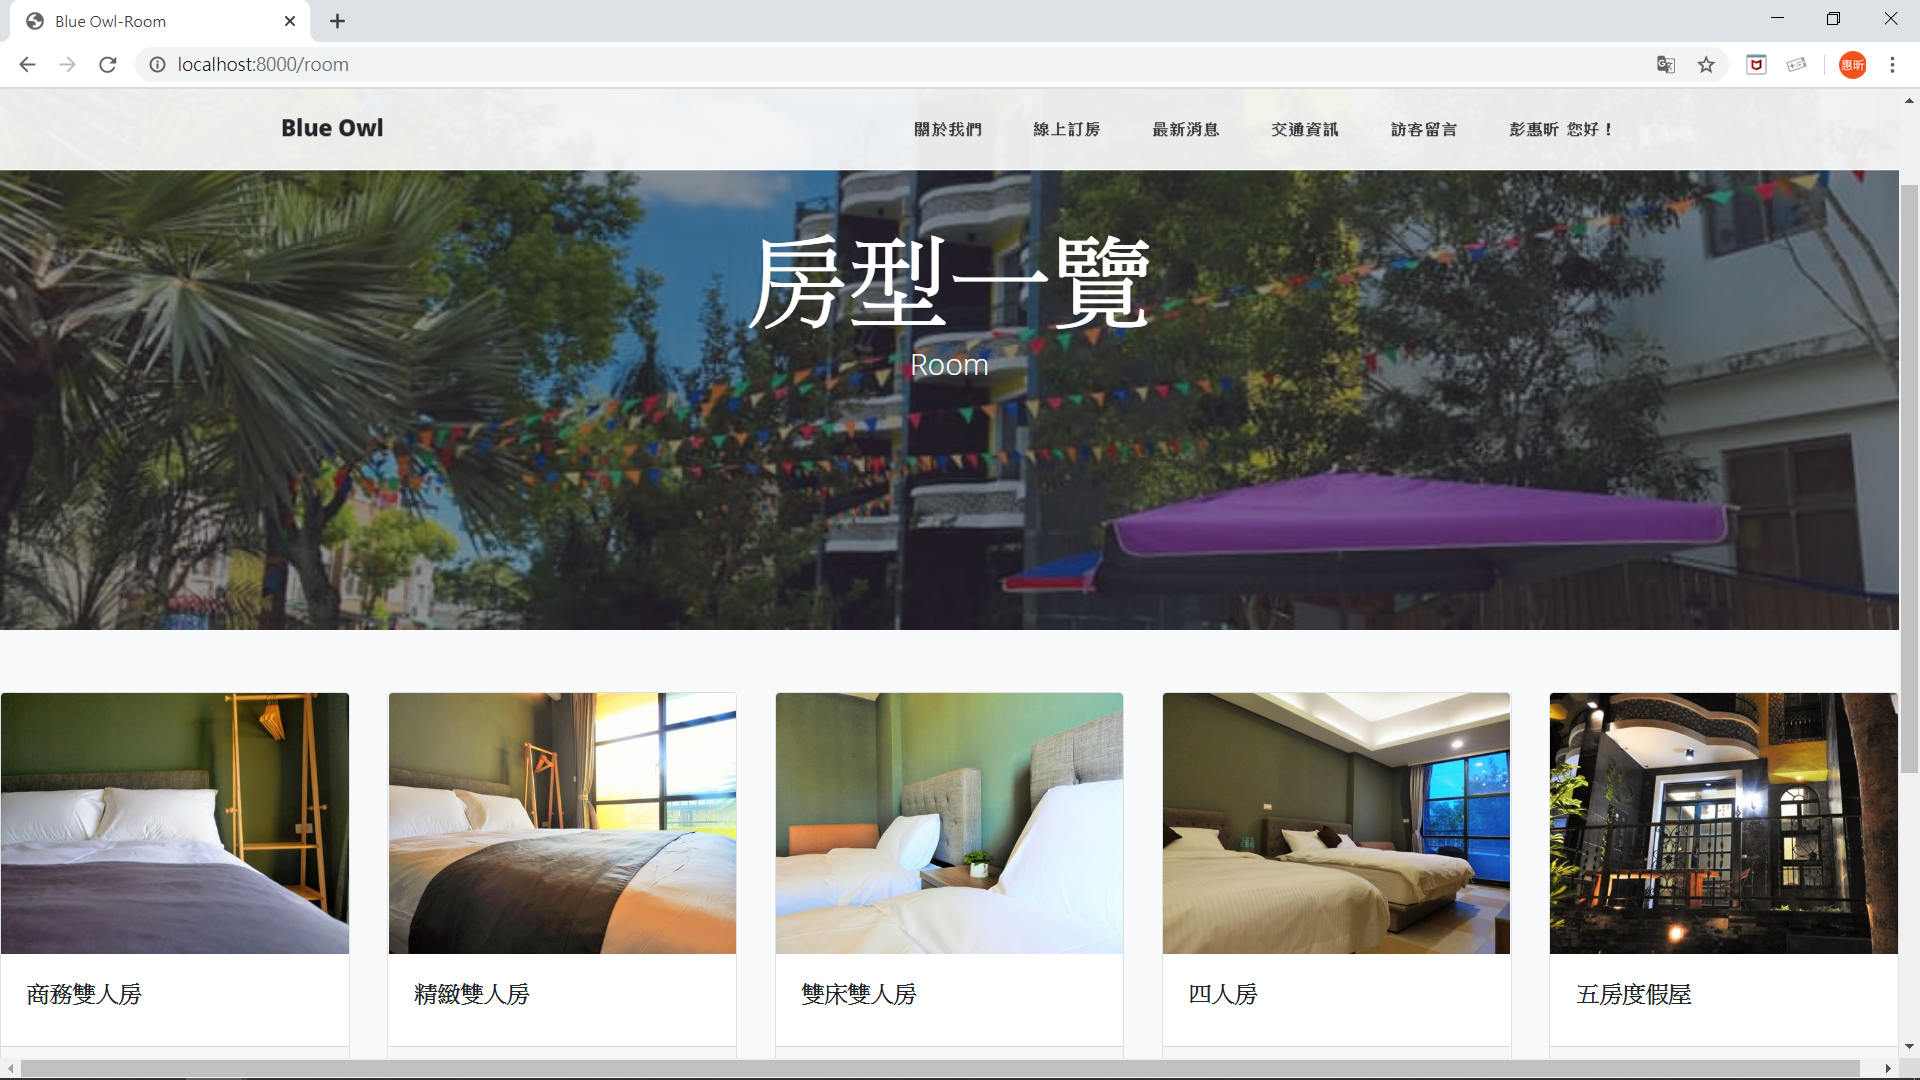 Blue Owl-Room
localhost:8000/room
惠昕
Blue Owl
關於我們
線上訂房
最新消息
交通資訊
訪客留言
彭惠昕 您好！
房型一覽
Room
商務雙人房
精緻雙人房
雙床雙人房
四人房
五房度假屋